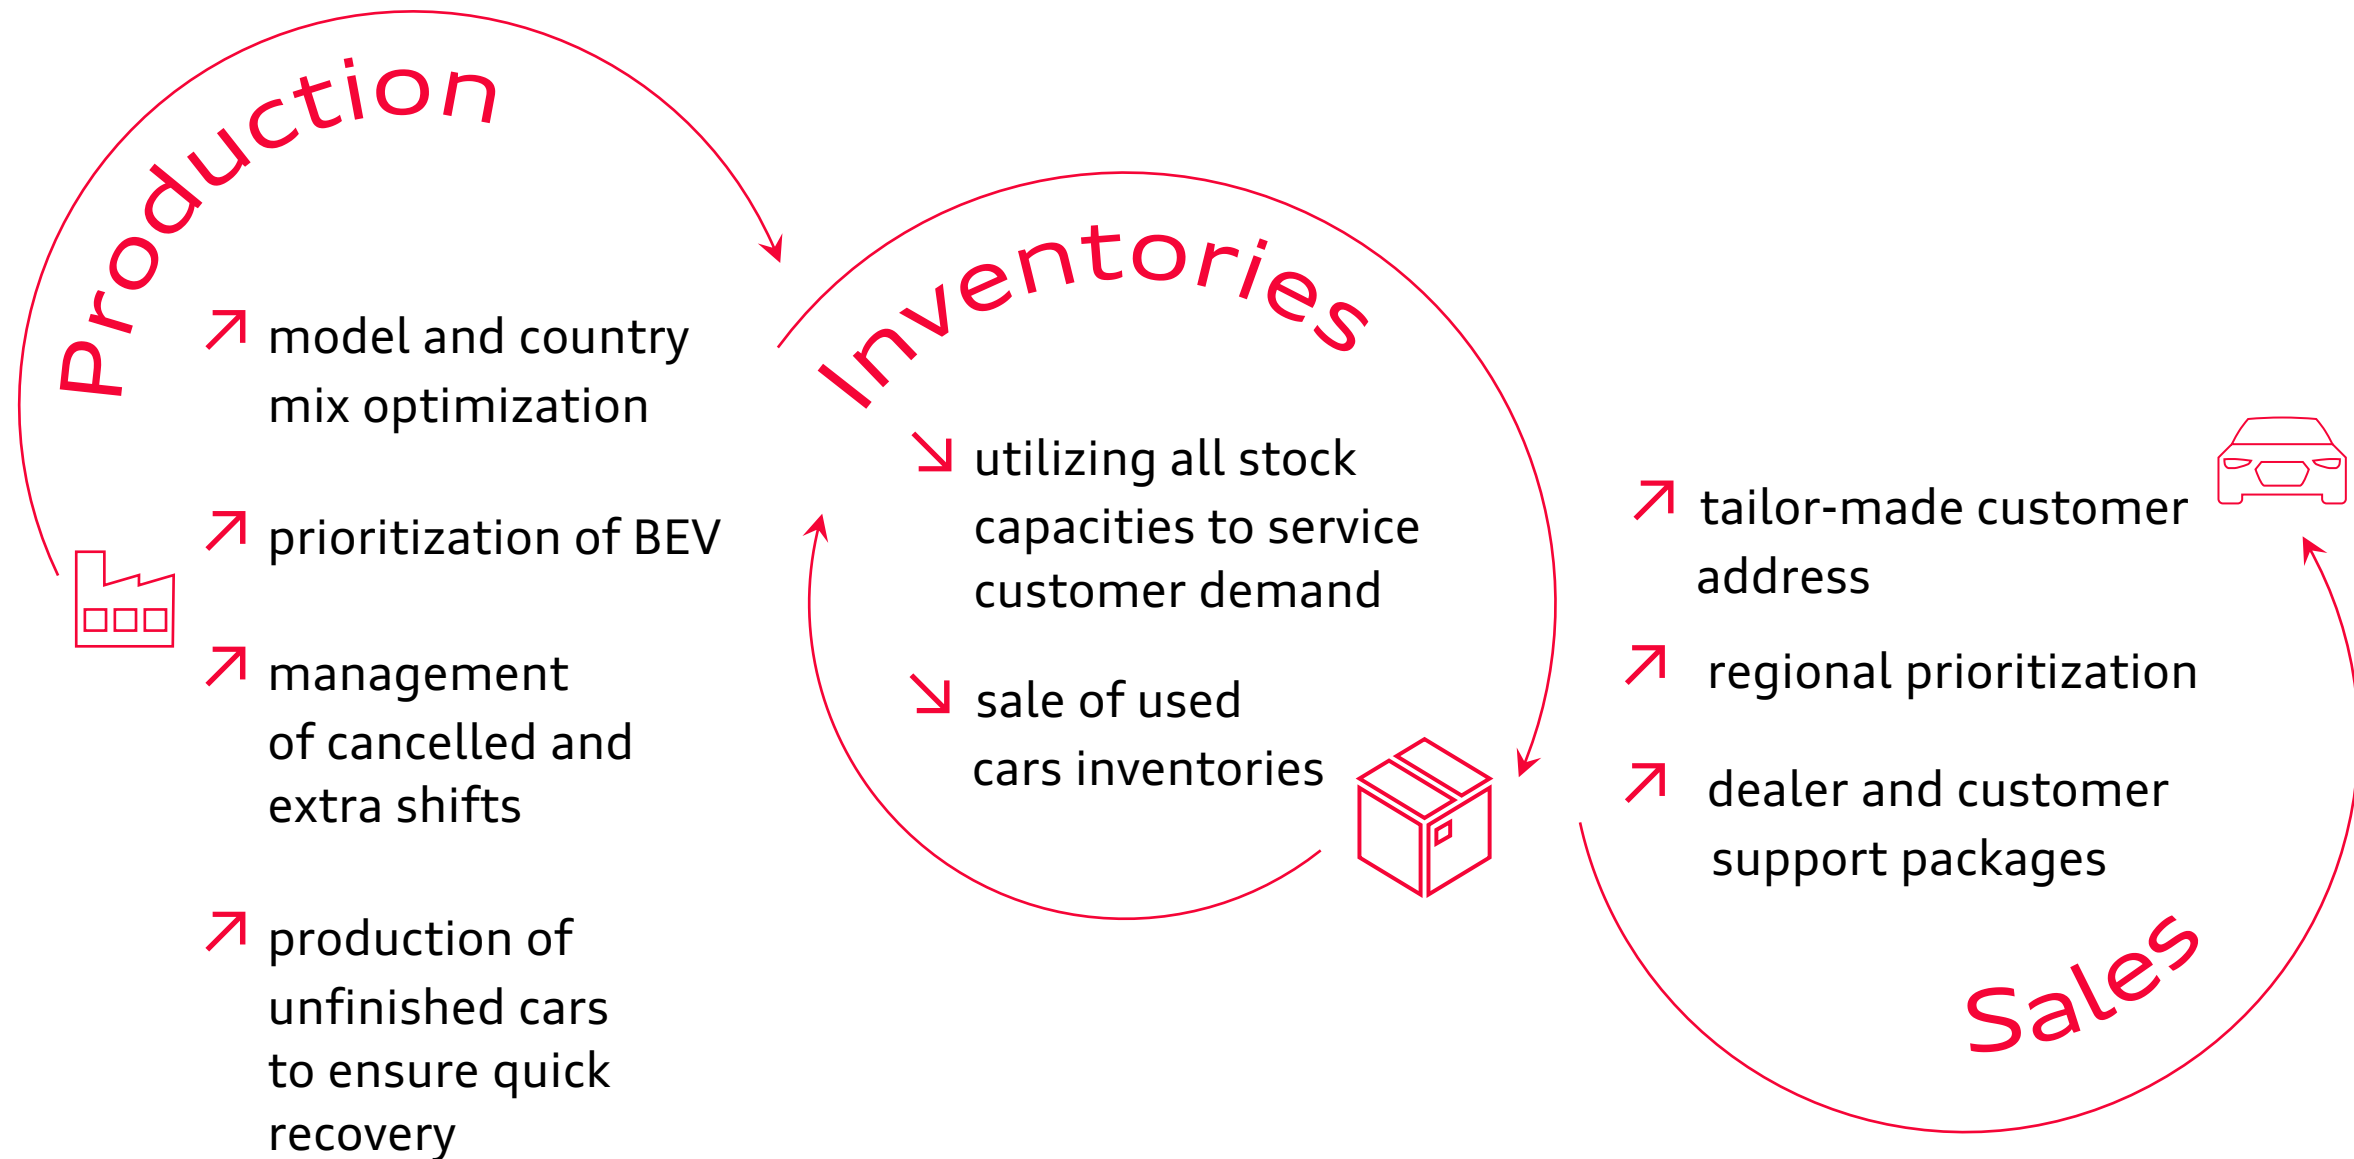 Production
model and country
mix optimization
prioritization of BEV
management
of cancelled and
extra shifts
production of
unfinished cars
to ensure quick
recovery
Inventories
utilizing all stock
capacities to service
customer demand
sale of used
cars inventories
tailor-made customer
address
regional prioritization
dealer and customer
support packages
Sales